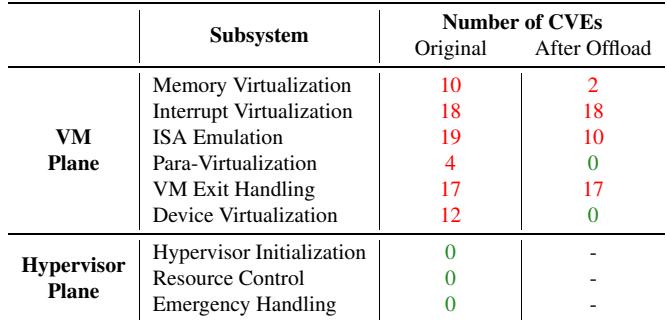 Subsystem Number of CVEs
Original After Offload
VM Plane
Memory Virtualization 10 2
Interrupt Virtualization 18 18
ISA Emulation 19 10
Para-Virtualization 4 0
VM Exit Handling 17 17
Device Virtualization 12 0
Hypervisor Plane
Hypervisor Initialization 0 -
Resource Control 0 -
Emergency Handling 0 -